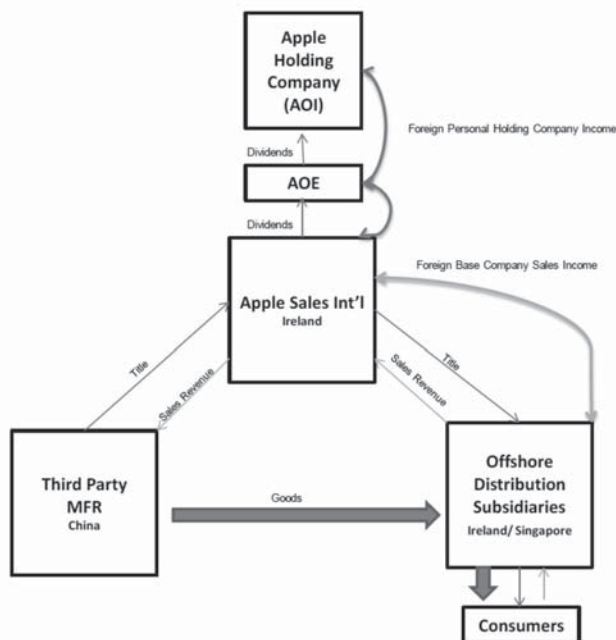 Apple
Holding
Company
(AOI)
Foreign Personal Holding Company Income
Dividends
AOE
Dividends
Foreign Base Company Sales Income
Apple Sales Int'l
Ireland
Title
Sales Revenue
Sales Revenue
Title
Third Party
MFR
China
Goods
Offshore
Distribution
Subsidiaries
Ireland/ Singapore
Consumers